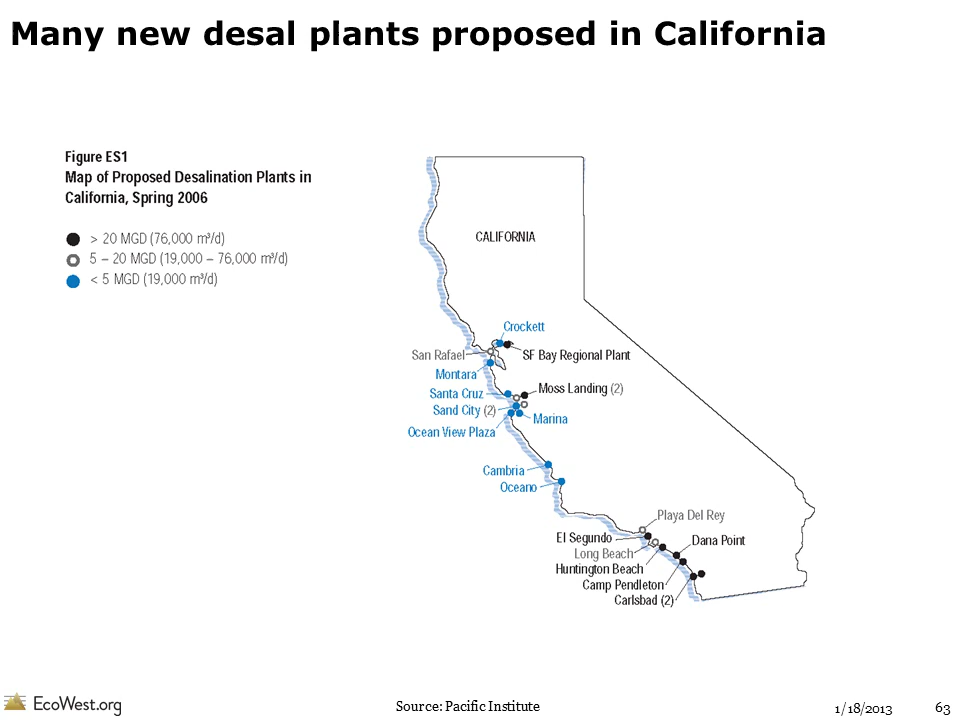 Many new desal plants proposed in California
Figure ES1
Map of Proposed Desalination Plants in
California, Spring 2006
> 20 MGD (76,000 m³/d)
5 – 20 MGD (19,000 – 76,000 m³/d)
< 5 MGD (19,000 m³/d)
CALIFORNIA
Crockett
San Rafael
SF Bay Regional Plant
Montara
Santa Cruz
Moss Landing (2)
Sand City (2)
Marina
Ocean View Plaza
Cambria
Oceano
Playa Del Rey
El Segundo
Dana Point
Long Beach
Huntington Beach
Camp Pendleton
Carlsbad (2)
EcoWest.org
Source: Pacific Institute
1/18/2013
63